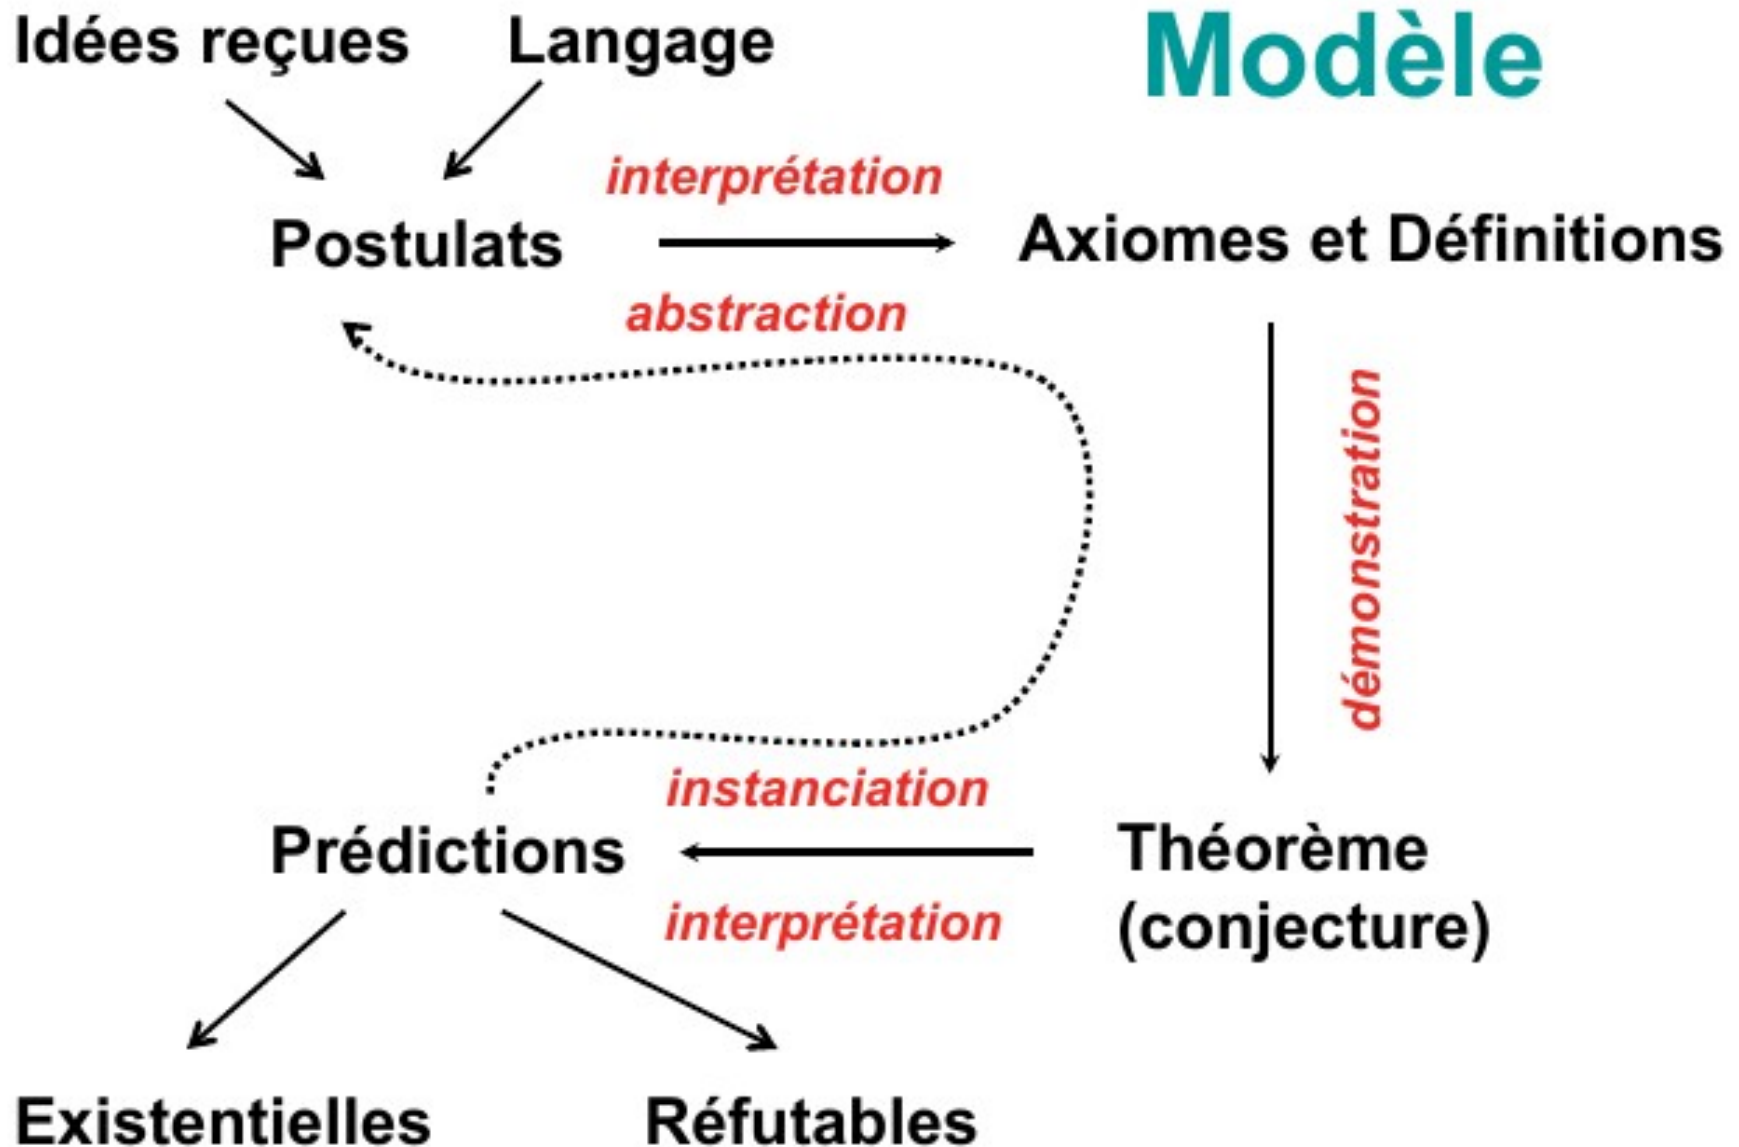 Idées reçues
Langage
Modèle
interprétation
Postulats
Axiomes et Définitions
abstraction
démonstration
instanciation
Prédictions
Théorème
(conjecture)
interprétation
Existentielles
Réfutables